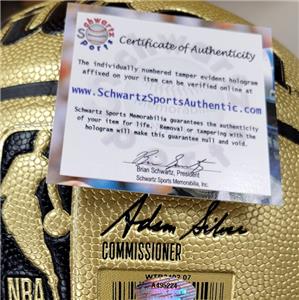 Schwartz
Sports
Certificate of Authenticity
The individually numbered tamper evident hologram
affixed on your item can be verified online at
www.SchwartzSportsAuthentic.com
Schwartz Sports Memorabilia guarantees the authenticity
of your item for life. Removal or tampering with the
hologram will make this guarantee null and void.
Brian Schwartz, President
Schwartz Sports Memorabilia, Inc.
Adam Silver
COMMISSIONER
NBA
A495224